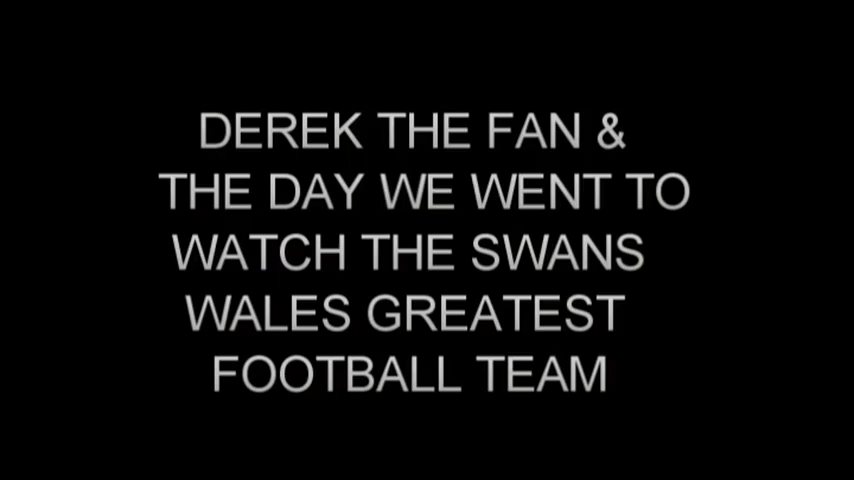 DEREK THE FAN &
THE DAY WE WENT TO
WATCH THE SWANS
WALES GREATEST
FOOTBALL TEAM